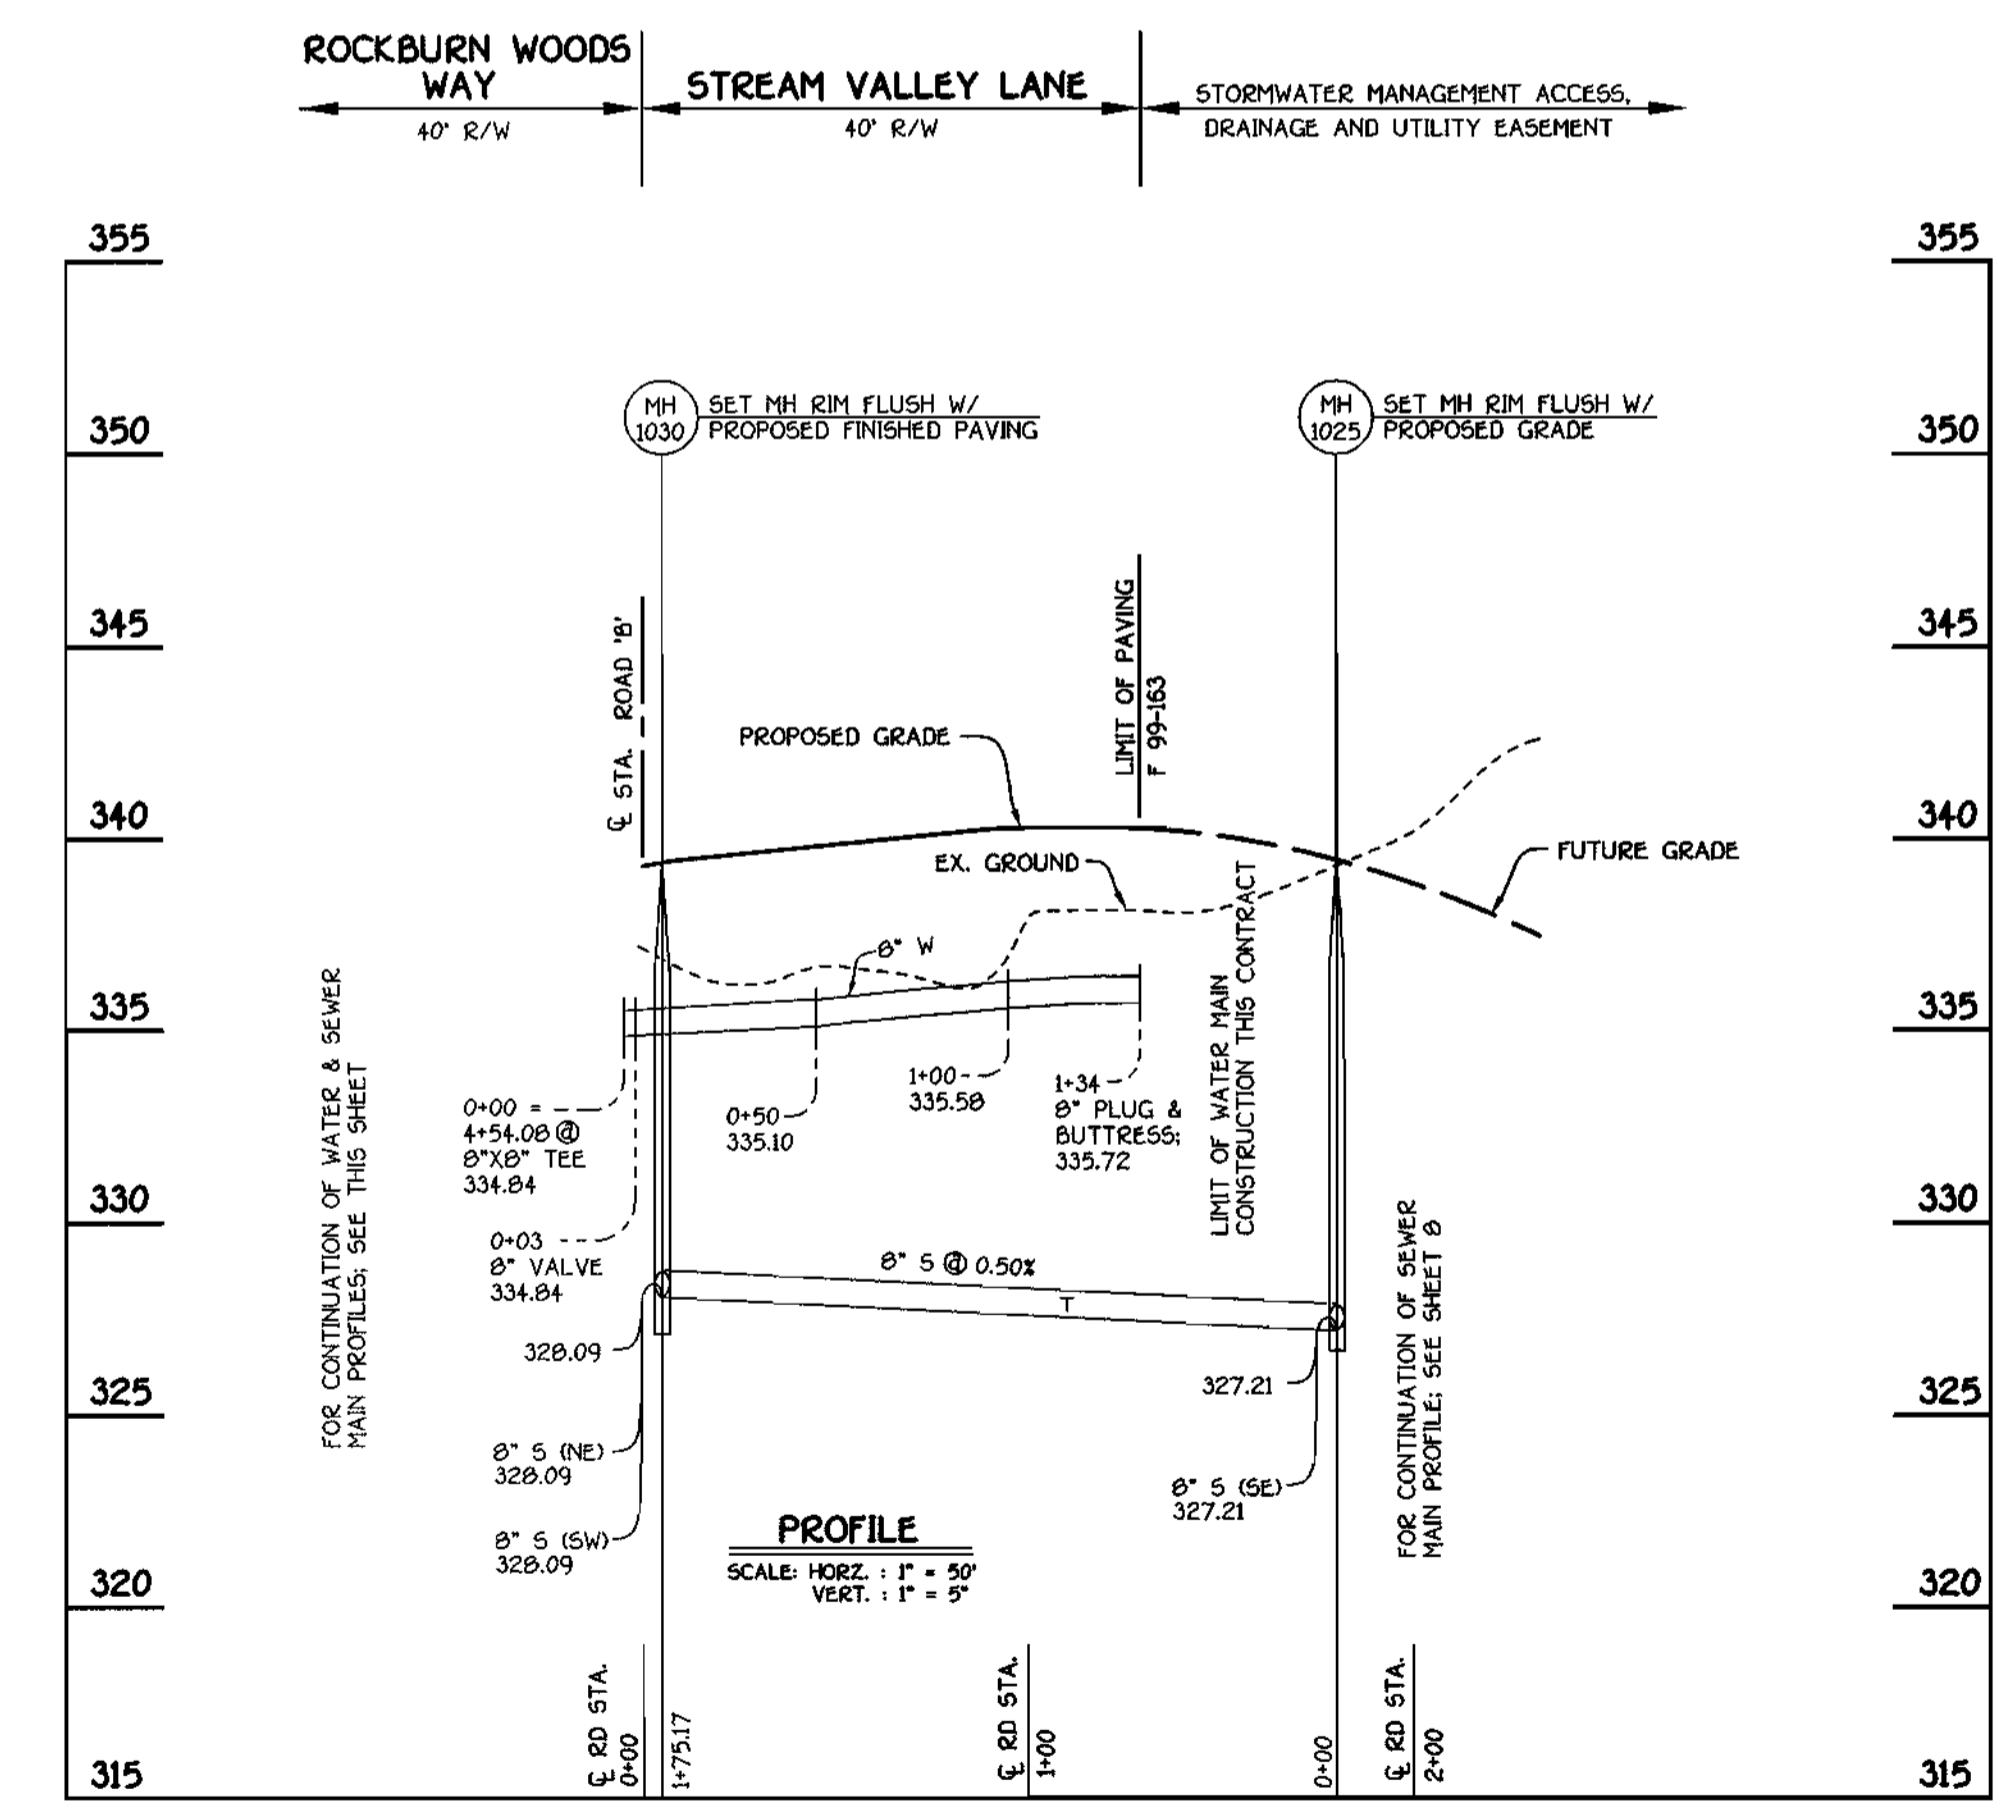 ROCKBURN WOODS
WAY
40' R/W
STREAM VALLEY LANE
40' R/W
STORMWATER MANAGEMENT ACCESS,
DRAINAGE AND UTILITY EASEMENT
355
355
350
350
345
345
340
340
335
335
330
330
325
325
320
320
315
315
MH
1030
SET MH RIM FLUSH W/
PROPOSED FINISHED PAVING
MH
1025
SET MH RIM FLUSH W/
PROPOSED GRADE
℄ STA. ROAD 'B'
LIMIT OF PAVING
F 99-163
PROPOSED GRADE
EX. GROUND
FUTURE GRADE
8" W
FOR CONTINUATION OF WATER & SEWER
MAIN PROFILES; SEE THIS SHEET
0+00 =
4+54.08 @
8"X8" TEE
334.84
0+03
8" VALVE
334.84
0+50
335.10
1+00
335.58
1+34
8" PLUG &
BUTTRESS;
335.72
LIMIT OF WATER MAIN
CONSTRUCTION THIS CONTRACT
8" S @ 0.50%
T
328.09
8" S (NE)
328.09
8" S (SW)
328.09
327.21
8" S (SE)
327.21
FOR CONTINUATION OF SEWER
MAIN PROFILE; SEE SHEET 8
PROFILE
SCALE: HORZ. : 1" = 50'
VERT. : 1" = 5"
℄ RD STA.
0+00
1+75.17
℄ RD STA.
1+00
0+00
℄ RD STA.
2+00